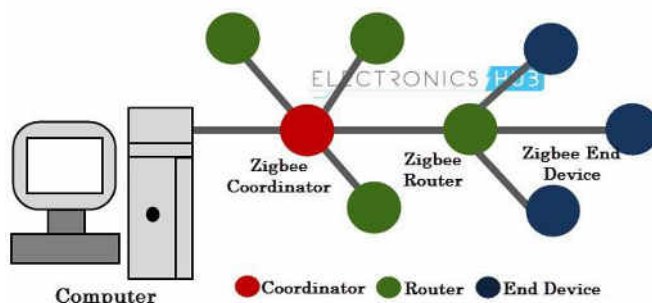 ELECTRONICS HUB
Zigbee
Coordinator
Zigbee
Router
Zigbee End
Device
Computer
Coordinator Router End Device